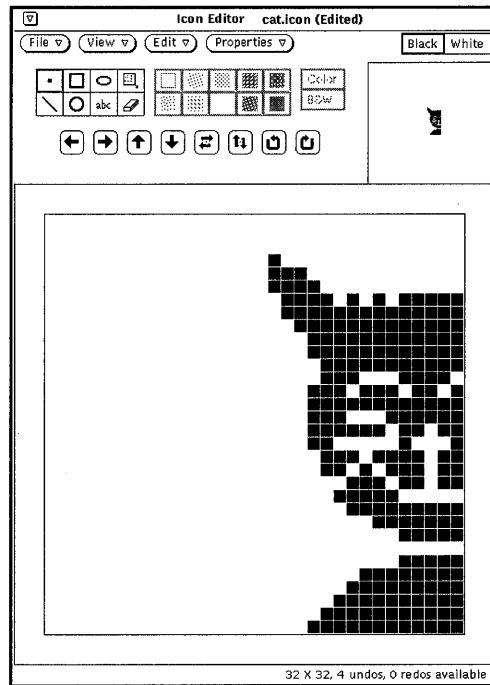 Icon Editor cat.icon (Edited)
File View Edit Properties Black White
Color
abc B&W
32 X 32, 4 undos, 0 redos available